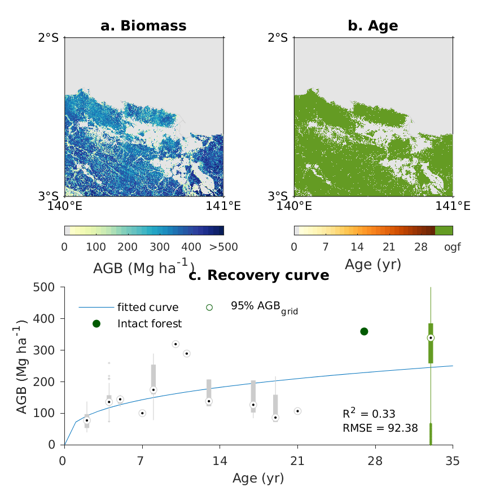 a. Biomass
b. Age
2°S
2°S
3°S
3°S
140°E
141°E
140°E
141°E
0 100 200 300 400 >500
0 7 14 21 28 ogf
AGB (Mg ha⁻¹)
Age (yr)
c. Recovery curve
500
fitted curve
95% AGB_grid
Intact forest
400
300
200
100
0
R² = 0.33
RMSE = 92.38
AGB (Mg ha⁻¹)
0 7 14 21 28 35
Age (yr)